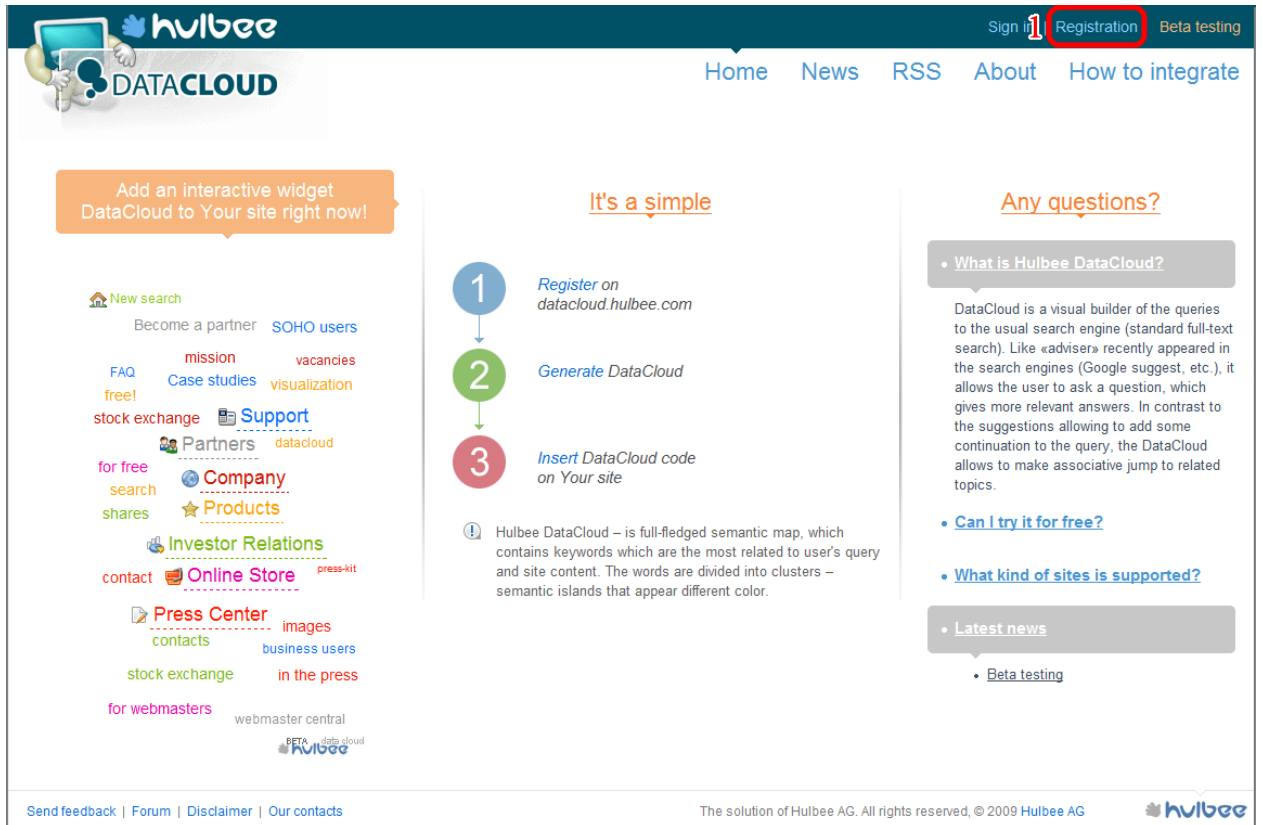 hulbee
Sign in | Registration Beta testing
1
DATACLOUD
Home News RSS About How to integrate
Add an interactive widget
DataCloud to Your site right now!
New search
Become a partner SOHO users
mission vacancies
FAQ Case studies visualization
free!
stock exchange Support
Partners datacloud
for free
Company
search
Products
shares
Investor Relations
contact Online Store press-kit
Press Center images
contacts
business users
stock exchange in the press
for webmasters
webmaster central
BETA data cloud
hulbee
It's a simple
1 Register on
datacloud.hulbee.com
2 Generate DataCloud
3 Insert DataCloud code
on Your site
Hulbee DataCloud – is full-fledged semantic map, which
contains keywords which are the most related to user's query
and site content. The words are divided into clusters –
semantic islands that appear different color.
Any questions?
• What is Hulbee DataCloud?
DataCloud is a visual builder of the queries
to the usual search engine (standard full-text
search). Like «adviser» recently appeared in
the search engines (Google suggest, etc.), it
allows the user to ask a question, which
gives more relevant answers. In contrast to
the suggestions allowing to add some
continuation to the query, the DataCloud
allows to make associative jump to related
topics.
• Can I try it for free?
• What kind of sites is supported?
• Latest news
• Beta testing
Send feedback | Forum | Disclaimer | Our contacts
The solution of Hulbee AG. All rights reserved, © 2009 Hulbee AG
hulbee